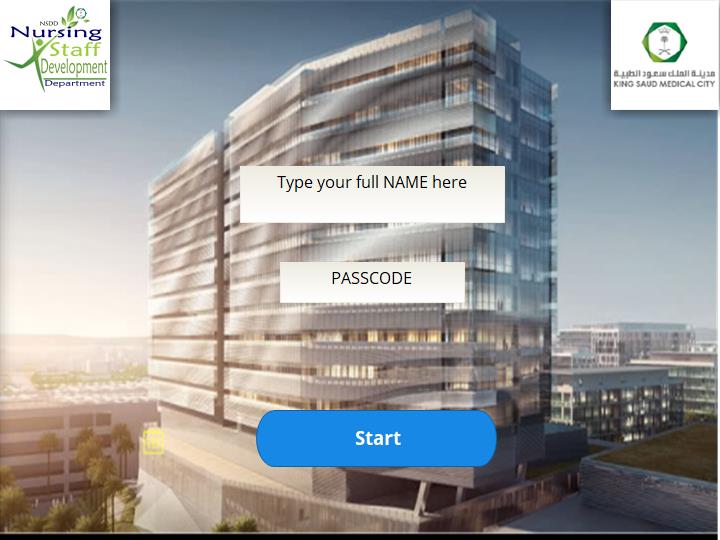 NSDD
Nursing
Staff
Development
Department
مدينة الملك سعود الطبية
KING SAUD MEDICAL CITY
Type your full NAME here
PASSCODE
Start